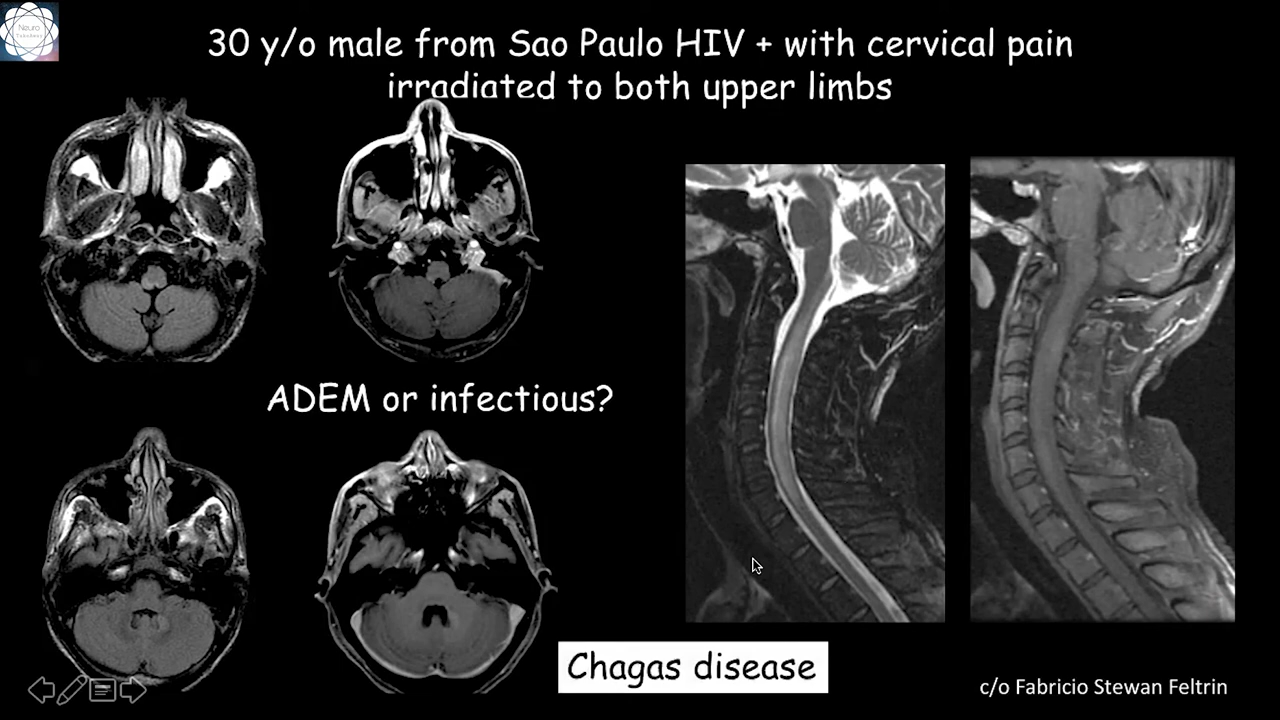 Neuro
30 y/o male from Sao Paulo HIV + with cervical pain
irradiated to both upper limbs
ADEM or infectious?
Chagas disease
c/o Fabricio Stewan Feltrin